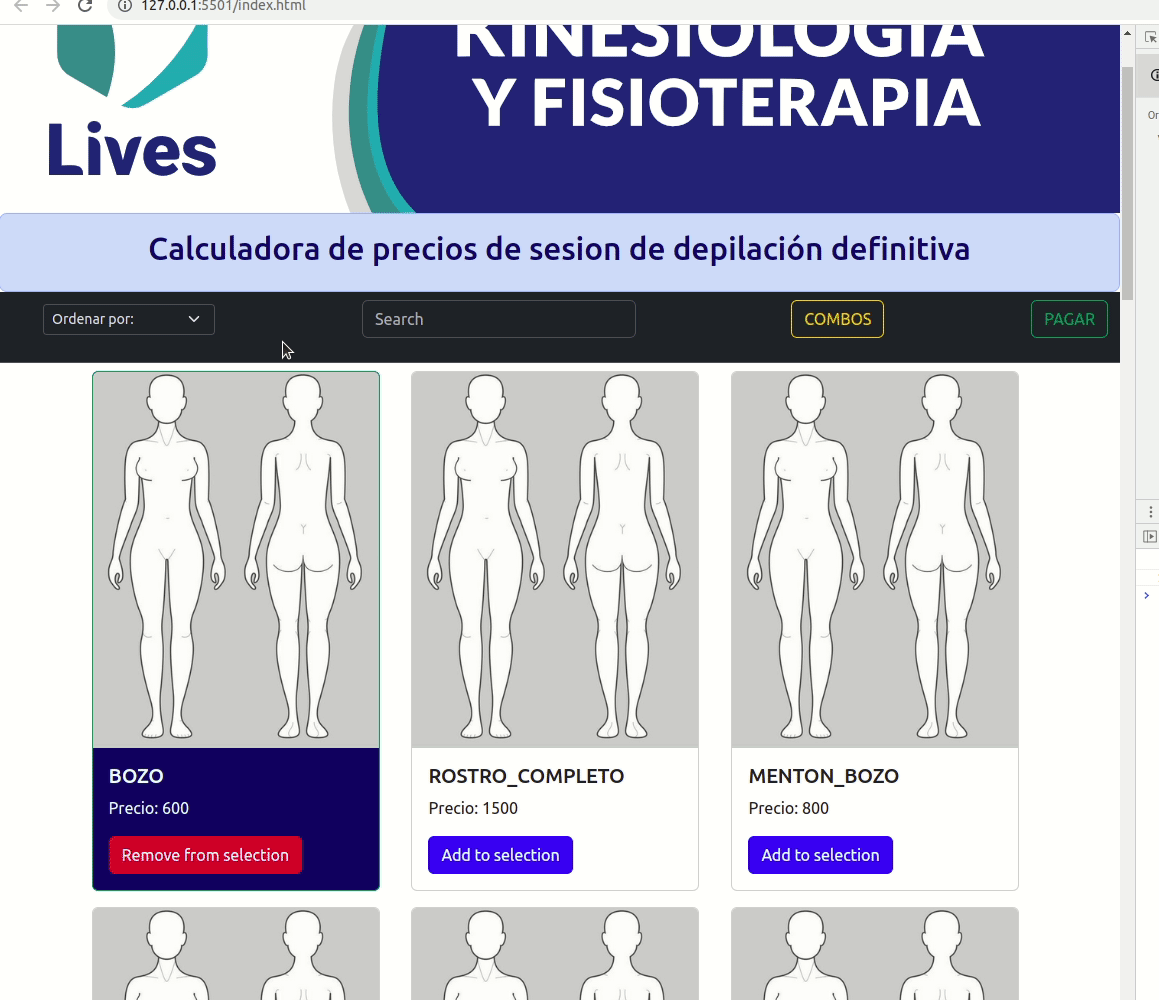 127.0.0.1:5501/index.html
KINESIOLOGIA
Y FISIOTERAPIA
Lives
Calculadora de precios de sesion de depilación definitiva
Ordenar por:
Search
COMBOS
PAGAR
BOZO
Precio: 600
Remove from selection
ROSTRO_COMPLETO
Precio: 1500
Add to selection
MENTON_BOZO
Precio: 800
Add to selection